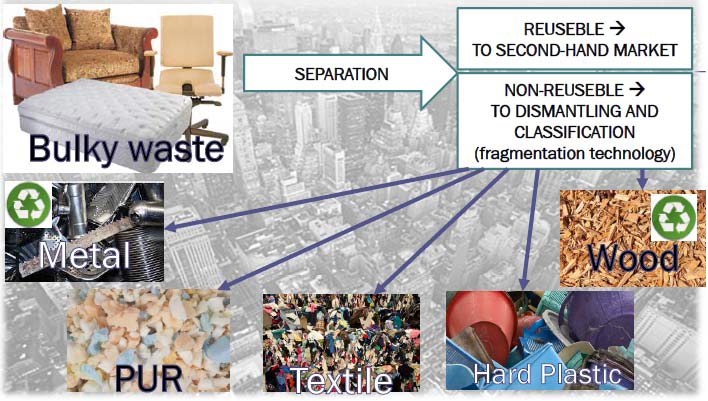 Bulky waste
SEPARATION
REUSEBLE →
TO SECOND-HAND MARKET
NON-REUSEBLE →
TO DISMANTLING AND
CLASSIFICATION
(fragmentation technology)
Metal
Wood
PUR
Textile
Hard Plastic